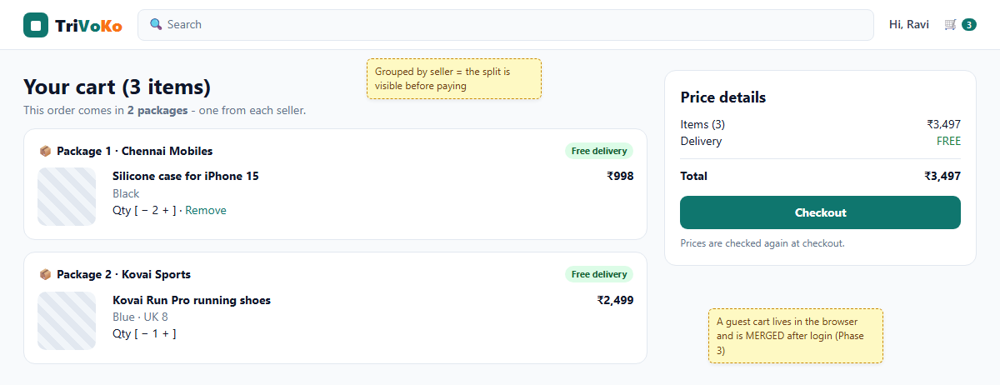 TriVoKo
Search
Hi, Ravi
3
Grouped by seller = the split is
visible before paying
Your cart (3 items)
This order comes in 2 packages - one from each seller.
Package 1 · Chennai Mobiles
Free delivery
Silicone case for iPhone 15
₹998
Black
Qty [ − 2 + ] · Remove
Package 2 · Kovai Sports
Free delivery
Kovai Run Pro running shoes
₹2,499
Blue · UK 8
Qty [ − 1 + ]
Price details
Items (3)
₹3,497
Delivery
FREE
Total
₹3,497
Checkout
Prices are checked again at checkout.
A guest cart lives in the browser
and is MERGED after login (Phase
3)